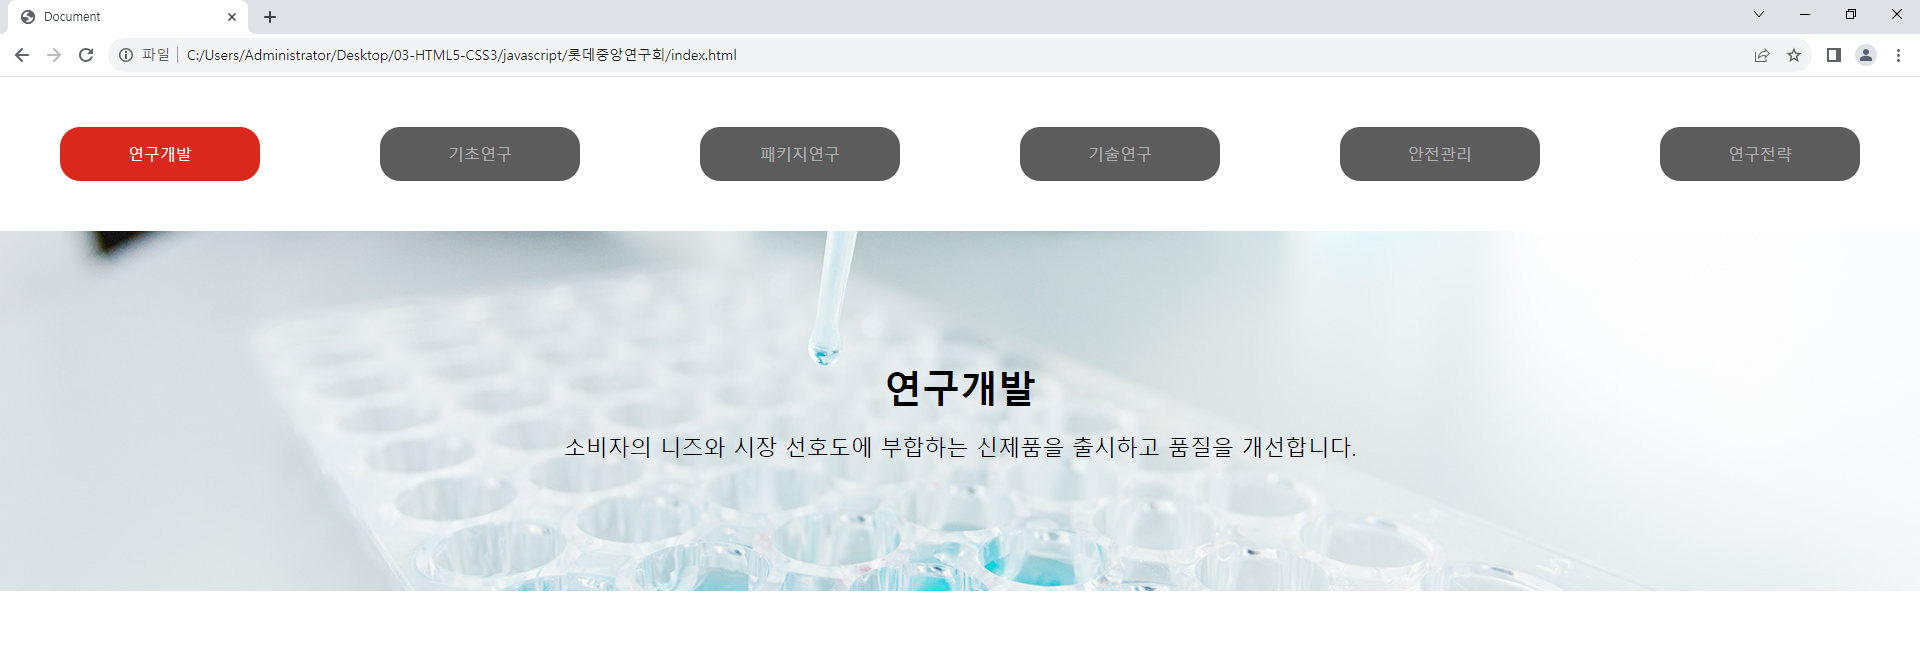 Document
파일 C:/Users/Administrator/Desktop/03-HTML5-CSS3/javascript/롯데중앙연구회/index.html
연구개발 기초연구 패키지연구 기술연구 안전관리 연구전략
연구개발
소비자의 니즈와 시장 선호도에 부합하는 신제품을 출시하고 품질을 개선합니다.